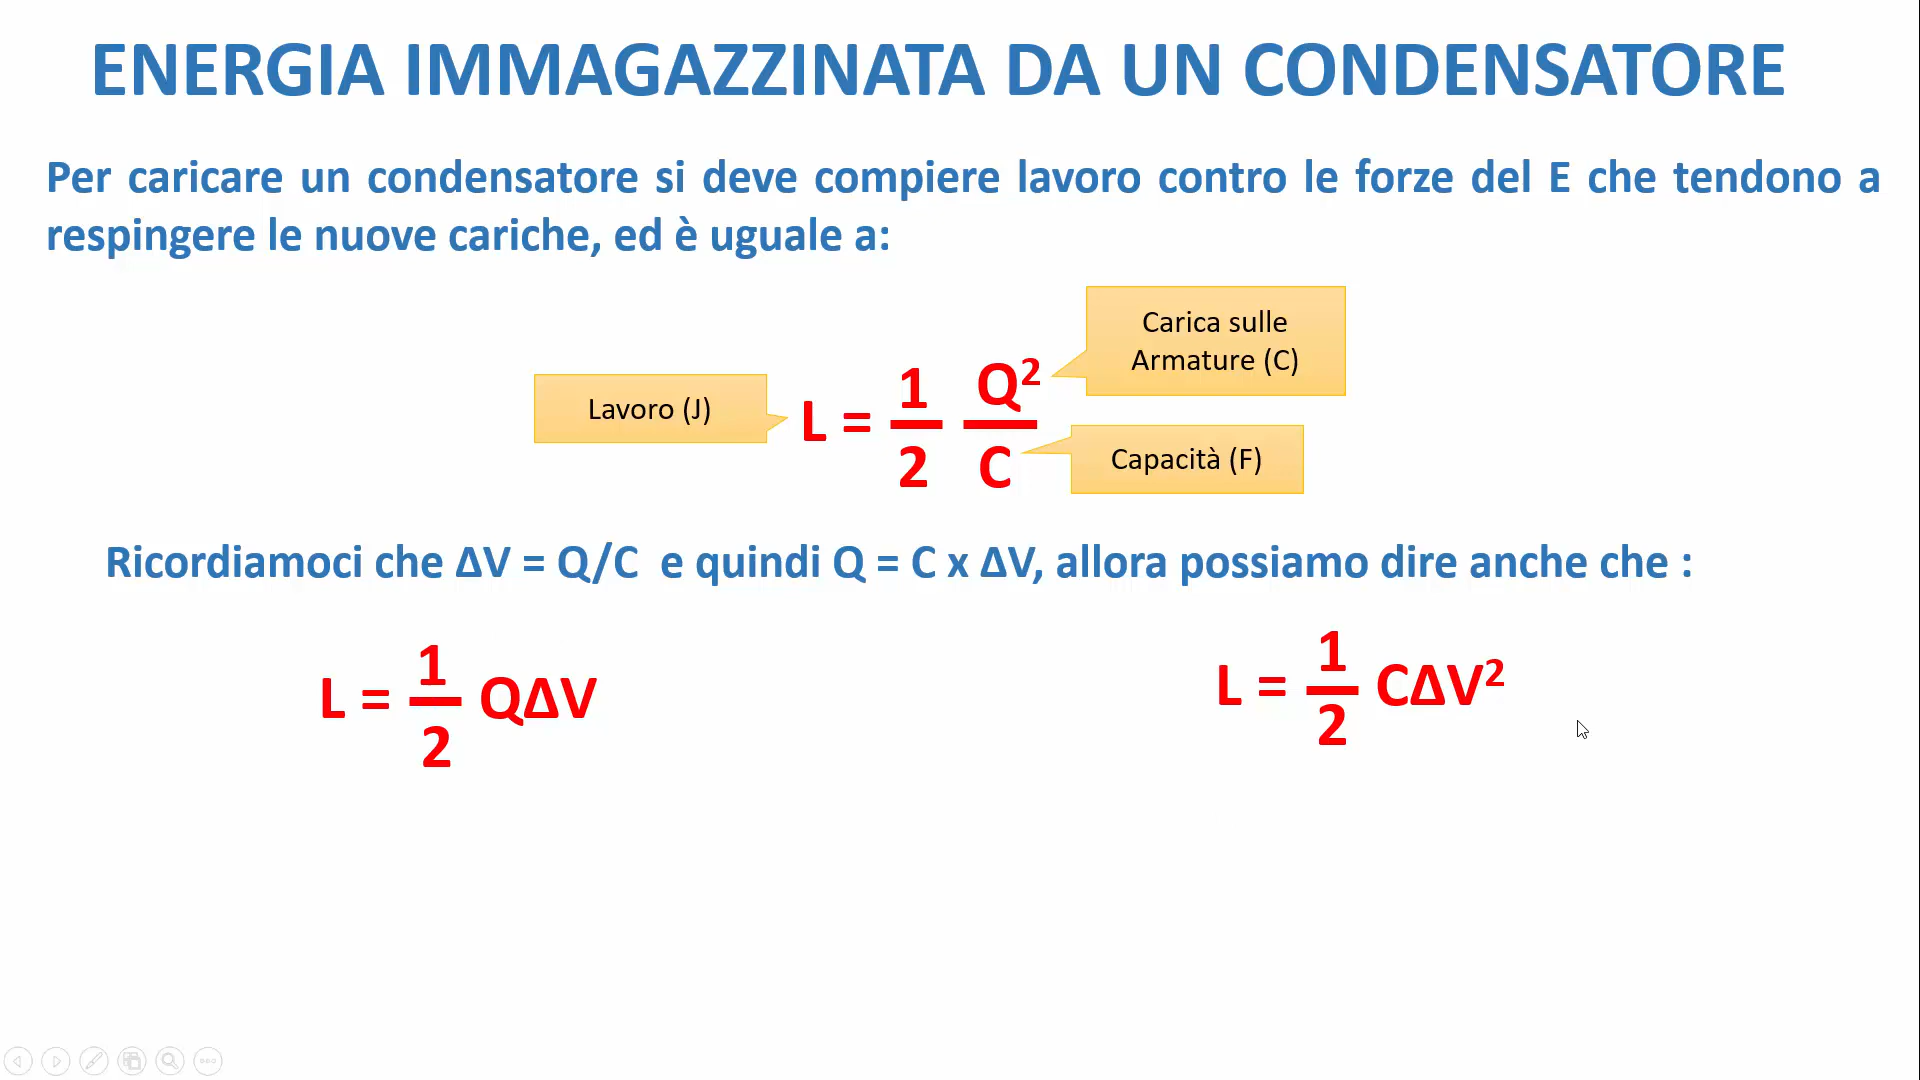 ENERGIA IMMAGAZZINATA DA UN CONDENSATORE
Per caricare un condensatore si deve compiere lavoro contro le forze del E che tendono a
respingere le nuove cariche, ed è uguale a:
Carica sulle
Armature (C)
Lavoro (J)
L = 1/2 Q²/C
Capacità (F)
Ricordiamoci che ΔV = Q/C e quindi Q = C x ΔV, allora possiamo dire anche che :
L = 1/2 QΔV
L = 1/2 CΔV²